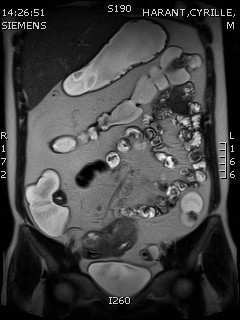 14:26:51 S190 HARANT,CYRILLE,
SIEMENS M
R
1
7
2
L
1
6
6
I260